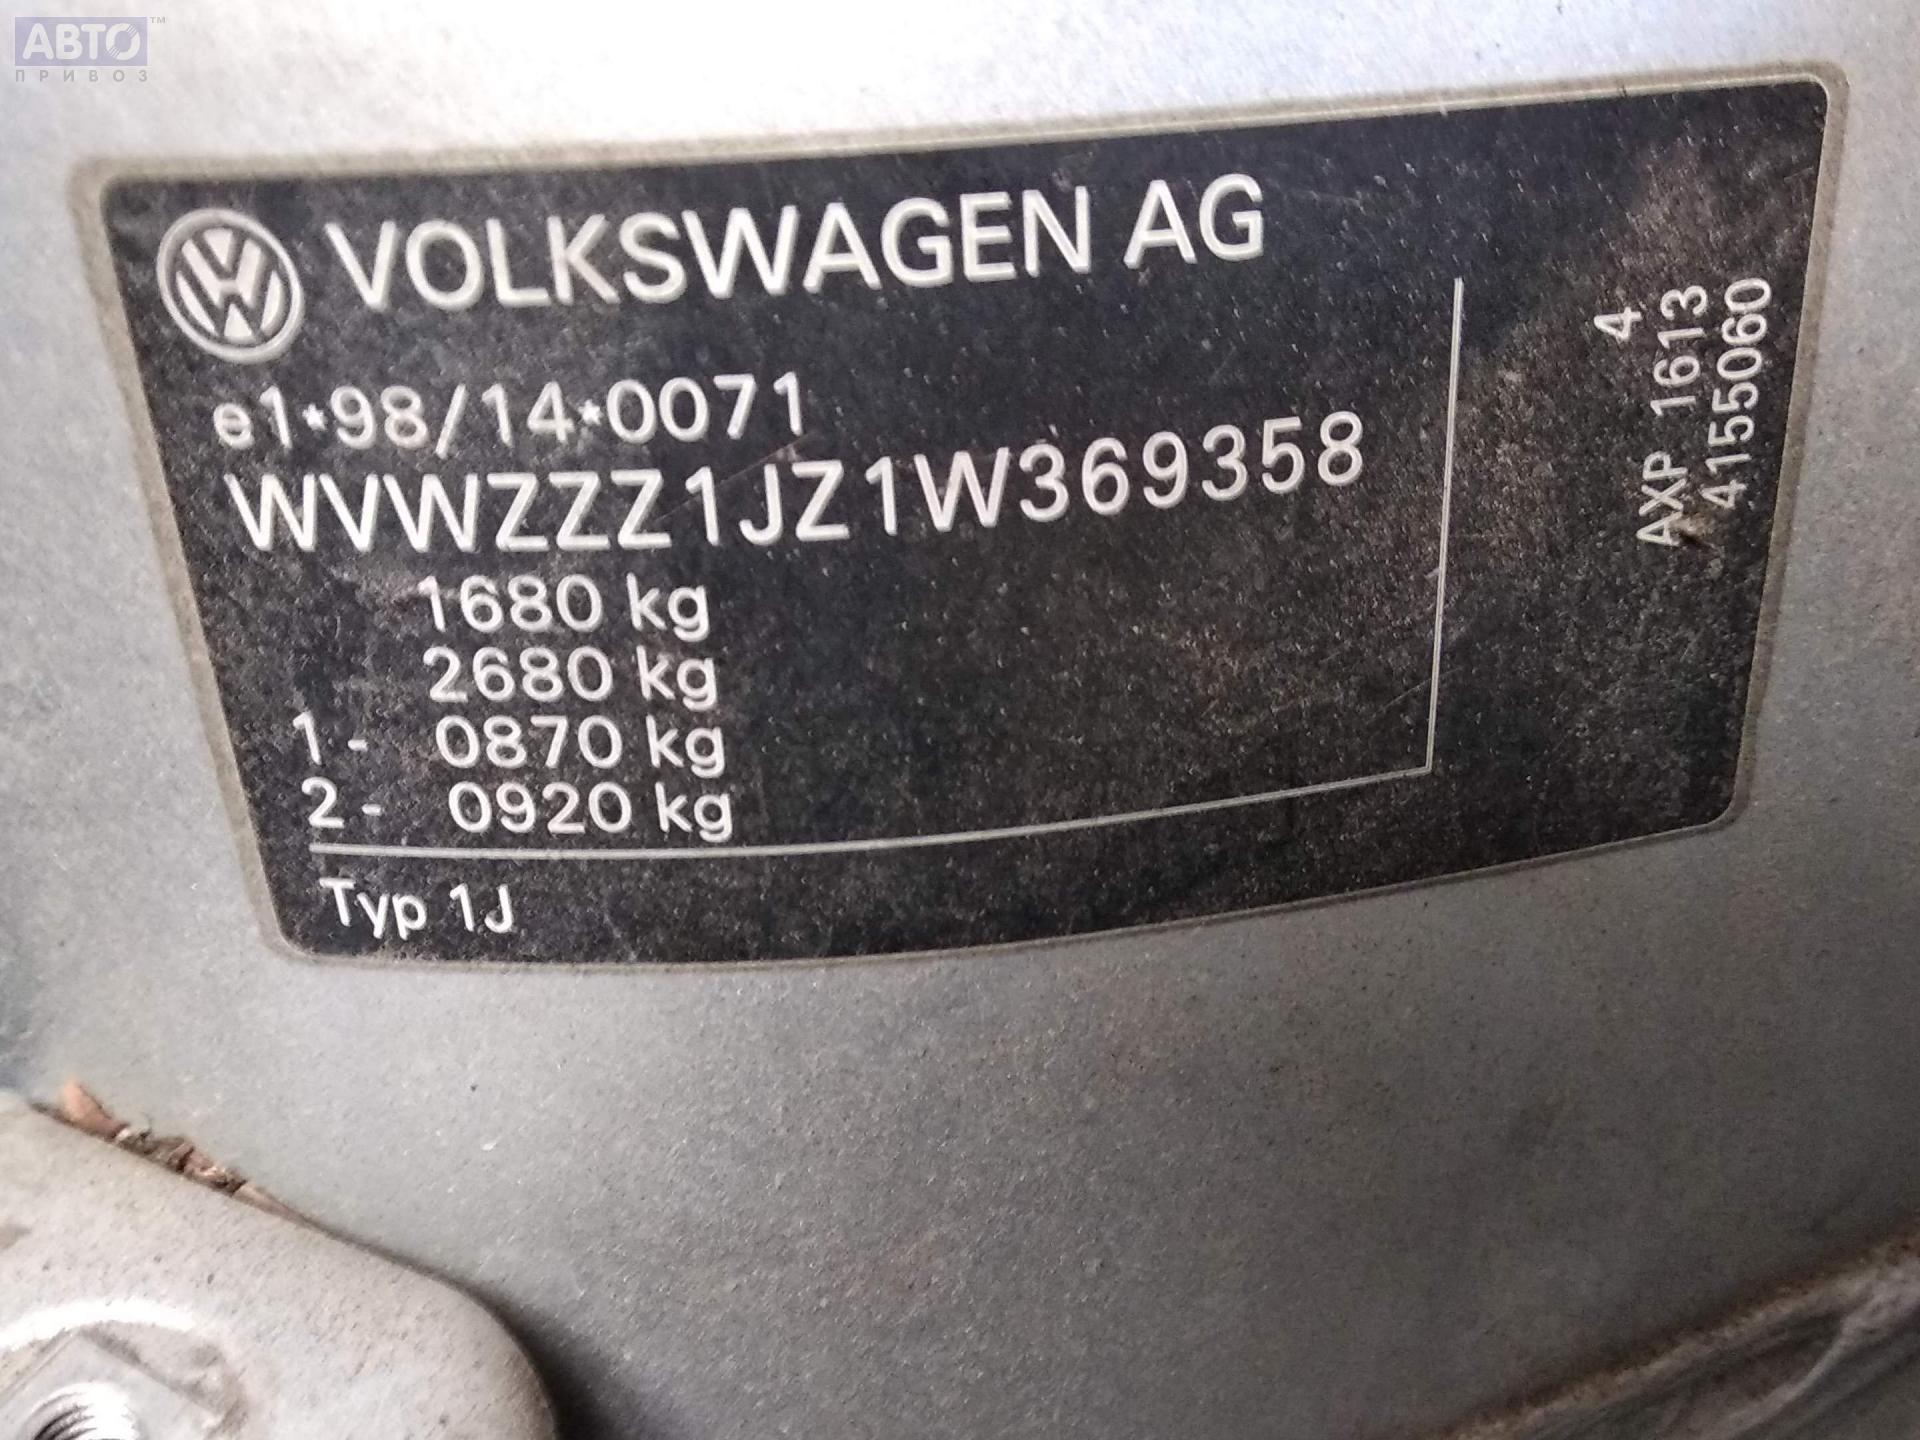 АВТО™
ПРИВОЗ
VOLKSWAGEN AG
e1*98/14*0071
WVWZZZ1JZ1W369358
1680 kg
2680 kg
1- 0870 kg
2- 0920 kg
Typ 1J
4
AXP 1613
4155060